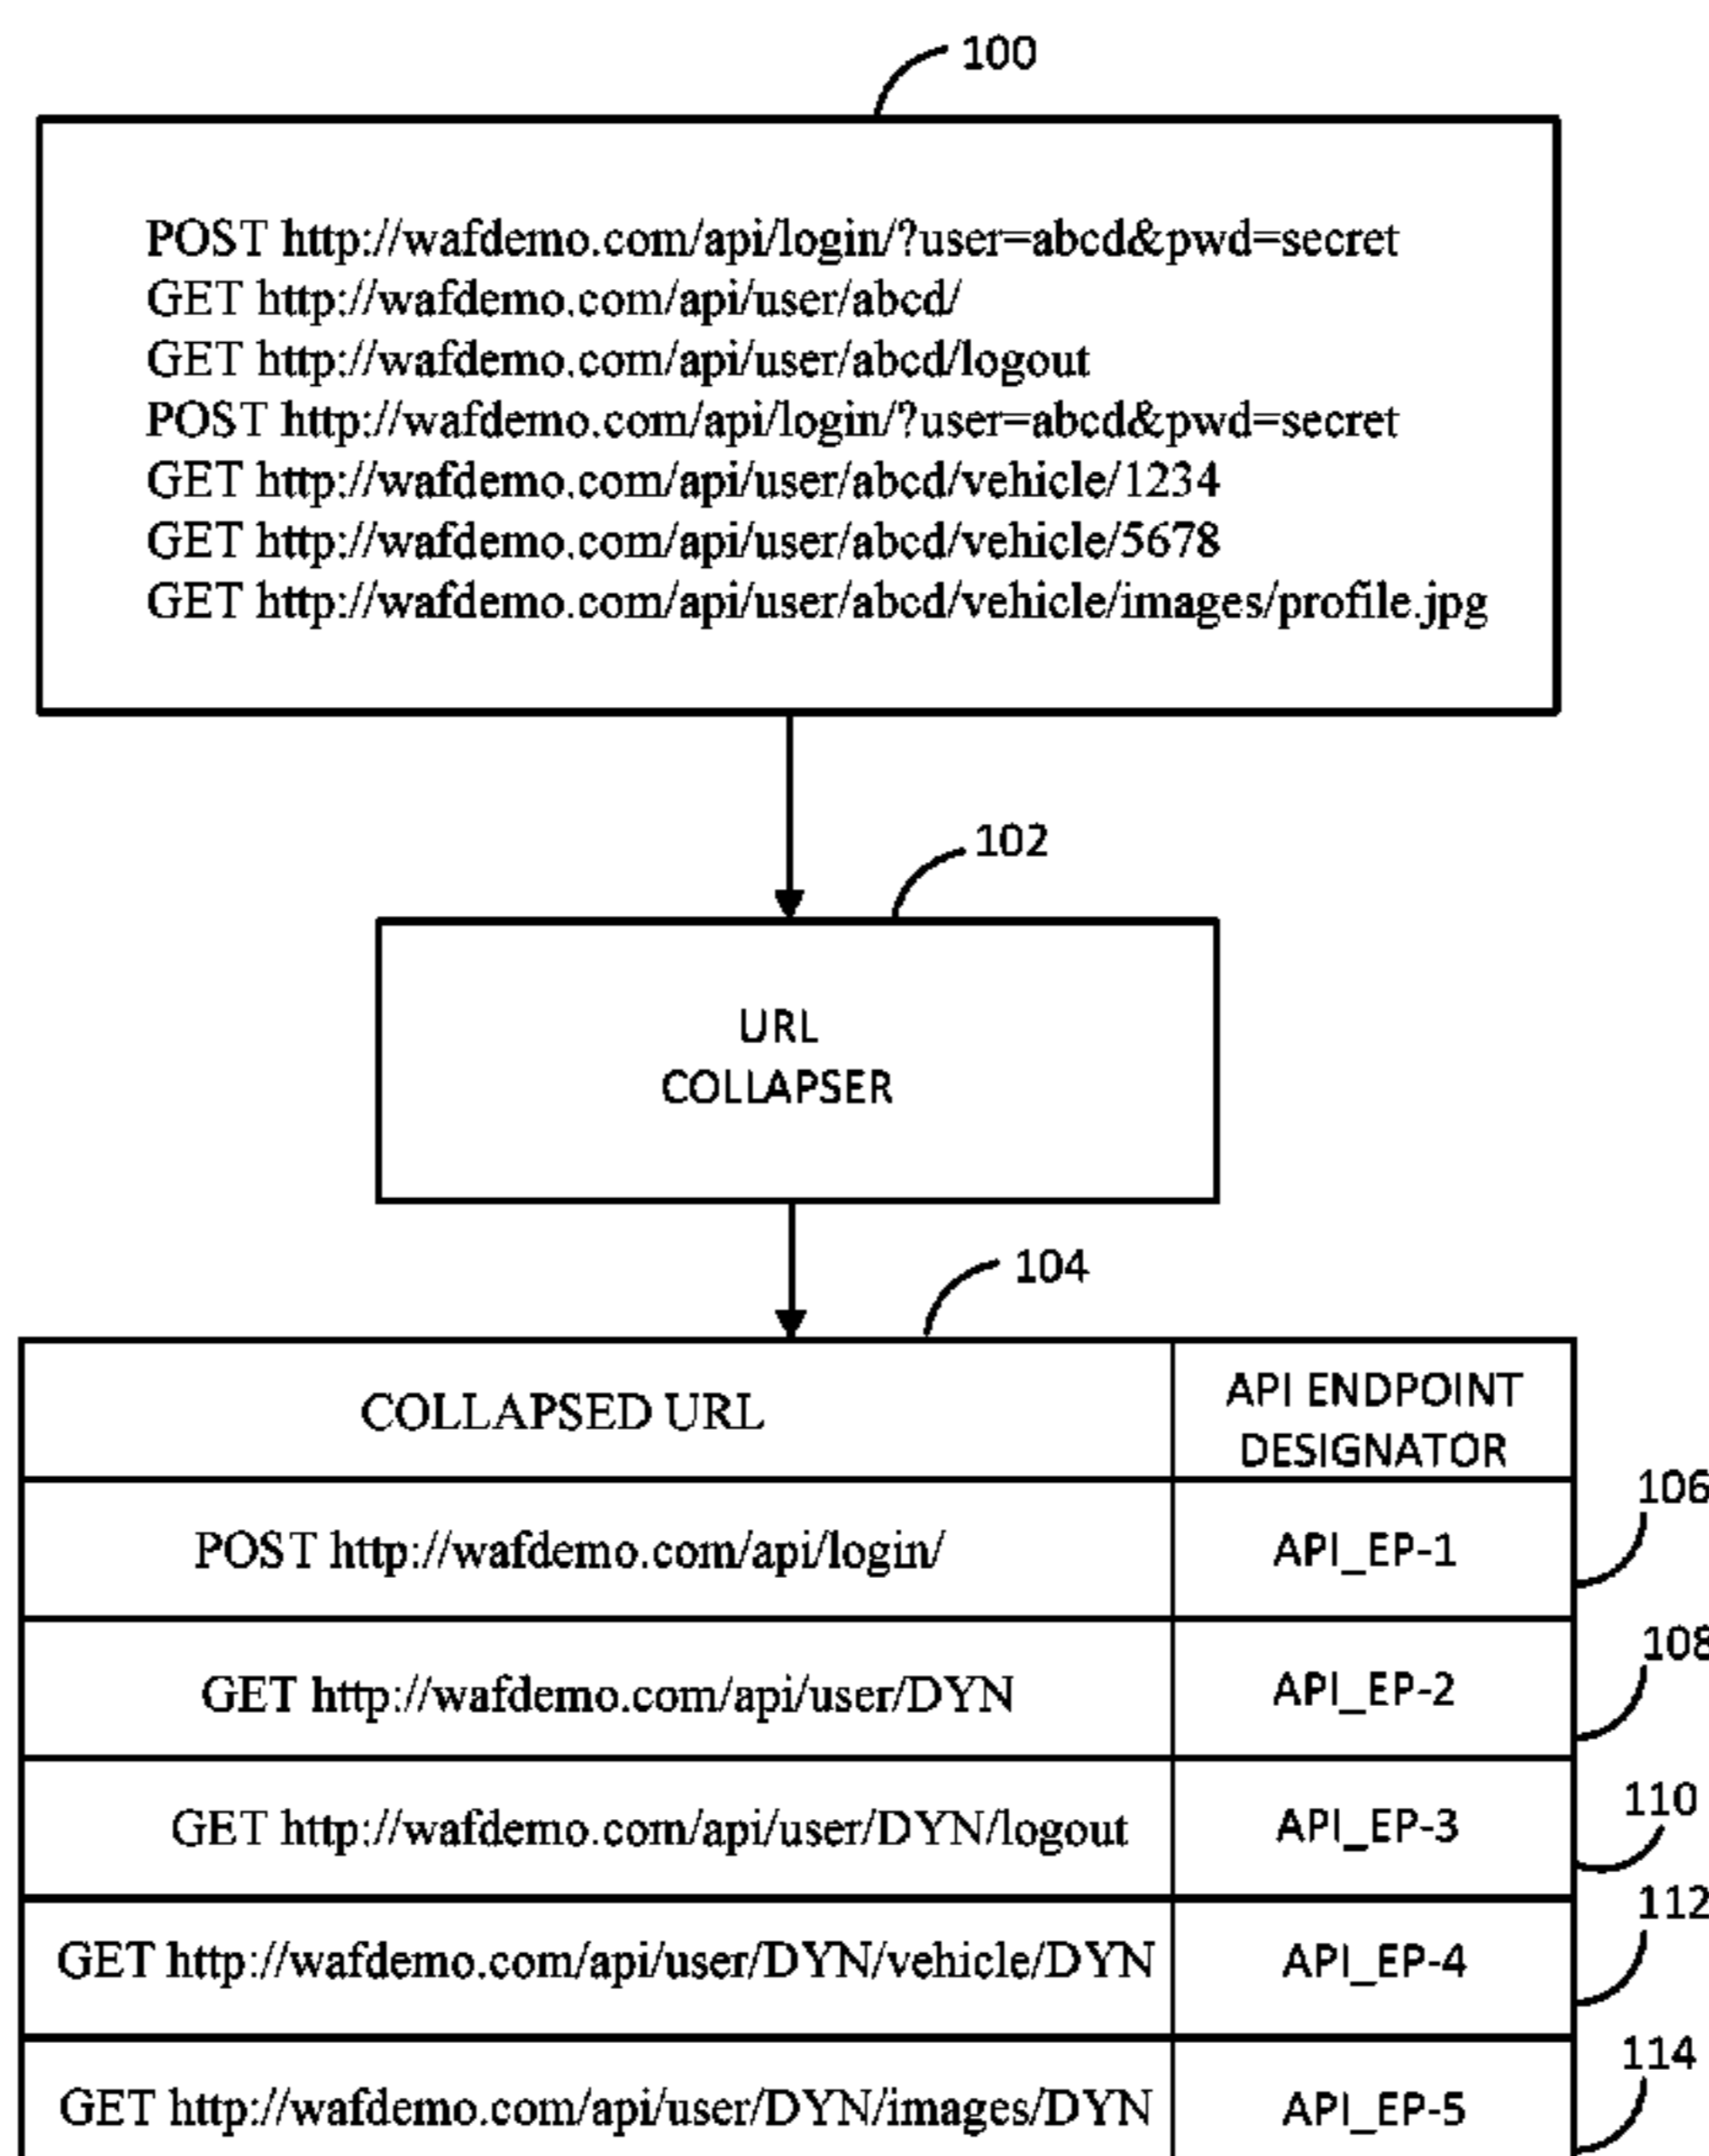 100
POST http://wafdemo.com/api/login/?user=abcd&pwd=secret
GET http://wafdemo.com/api/user/abcd/
GET http://wafdemo.com/api/user/abcd/logout
POST http://wafdemo.com/api/login/?user=abcd&pwd=secret
GET http://wafdemo.com/api/user/abcd/vehicle/1234
GET http://wafdemo.com/api/user/abcd/vehicle/5678
GET http://wafdemo.com/api/user/abcd/vehicle/images/profile.jpg
102
URL
COLLAPSER
104
COLLAPSED URL
API ENDPOINT
DESIGNATOR
106
POST http://wafdemo.com/api/login/
API_EP-1
108
GET http://wafdemo.com/api/user/DYN
API_EP-2
110
GET http://wafdemo.com/api/user/DYN/logout
API_EP-3
112
GET http://wafdemo.com/api/user/DYN/vehicle/DYN
API_EP-4
114
GET http://wafdemo.com/api/user/DYN/images/DYN
API_EP-5